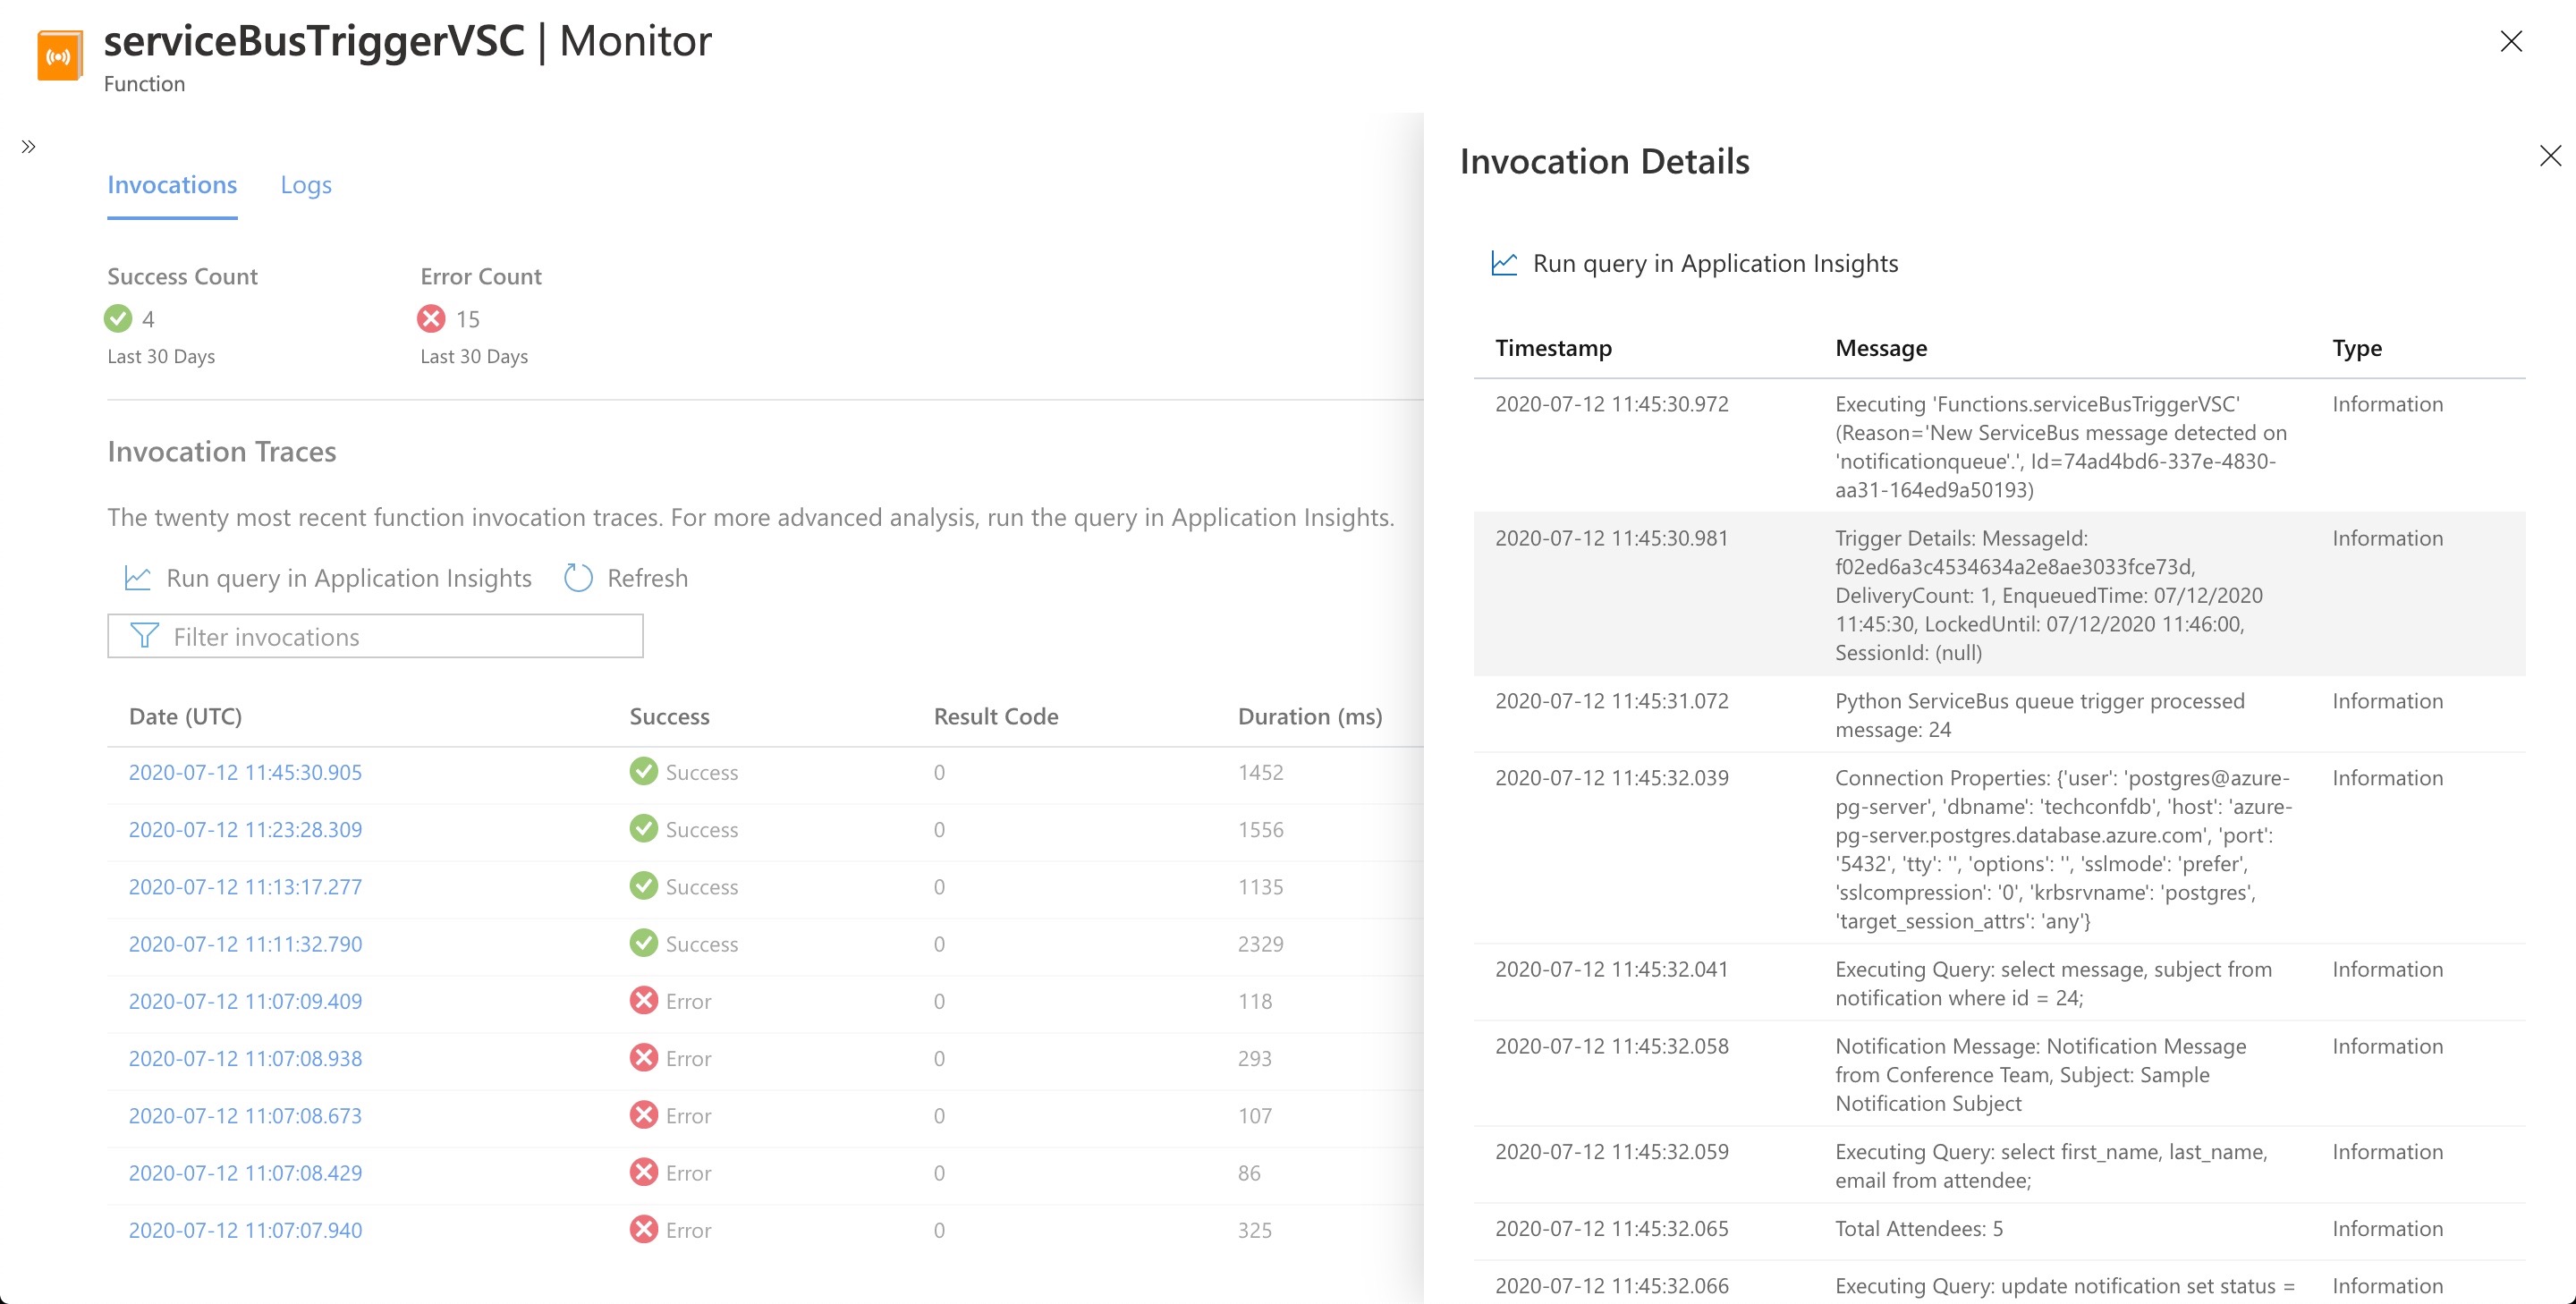 serviceBusTriggerVSC | Monitor
Function
Invocations Logs
Success Count Error Count
4 15
Last 30 Days Last 30 Days
Invocation Traces
The twenty most recent function invocation traces. For more advanced analysis, run the query in Application Insights.
Run query in Application Insights Refresh
Filter invocations
Date (UTC) Success Result Code Duration (ms)
2020-07-12 11:45:30.905 Success 0 1452
2020-07-12 11:23:28.309 Success 0 1556
2020-07-12 11:13:17.277 Success 0 1135
2020-07-12 11:11:32.790 Success 0 2329
2020-07-12 11:07:09.409 Error 0 118
2020-07-12 11:07:08.938 Error 0 293
2020-07-12 11:07:08.673 Error 0 107
2020-07-12 11:07:08.429 Error 0 86
2020-07-12 11:07:07.940 Error 0 325
Invocation Details
Run query in Application Insights
Timestamp Message Type
2020-07-12 11:45:30.972 Executing 'Functions.serviceBusTriggerVSC' Information
(Reason='New ServiceBus message detected on
'notificationqueue'.', Id=74ad4bd6-337e-4830-
aa31-164ed9a50193)
2020-07-12 11:45:30.981 Trigger Details: MessageId: Information
f02ed6a3c4534634a2e8ae3033fce73d,
DeliveryCount: 1, EnqueuedTime: 07/12/2020
11:45:30, LockedUntil: 07/12/2020 11:46:00,
SessionId: (null)
2020-07-12 11:45:31.072 Python ServiceBus queue trigger processed Information
message: 24
2020-07-12 11:45:32.039 Connection Properties: {'user': 'postgres@azure- Information
pg-server', 'dbname': 'techconfdb', 'host': 'azure-
pg-server.postgres.database.azure.com', 'port':
'5432', 'tty': '', 'options': '', 'sslmode': 'prefer',
'sslcompression': '0', 'krbsrvname': 'postgres',
'target_session_attrs': 'any'}
2020-07-12 11:45:32.041 Executing Query: select message, subject from Information
notification where id = 24;
2020-07-12 11:45:32.058 Notification Message: Notification Message Information
from Conference Team, Subject: Sample
Notification Subject
2020-07-12 11:45:32.059 Executing Query: select first_name, last_name, Information
email from attendee;
2020-07-12 11:45:32.065 Total Attendees: 5 Information
2020-07-12 11:45:32.066 Executing Query: update notification set status = Information